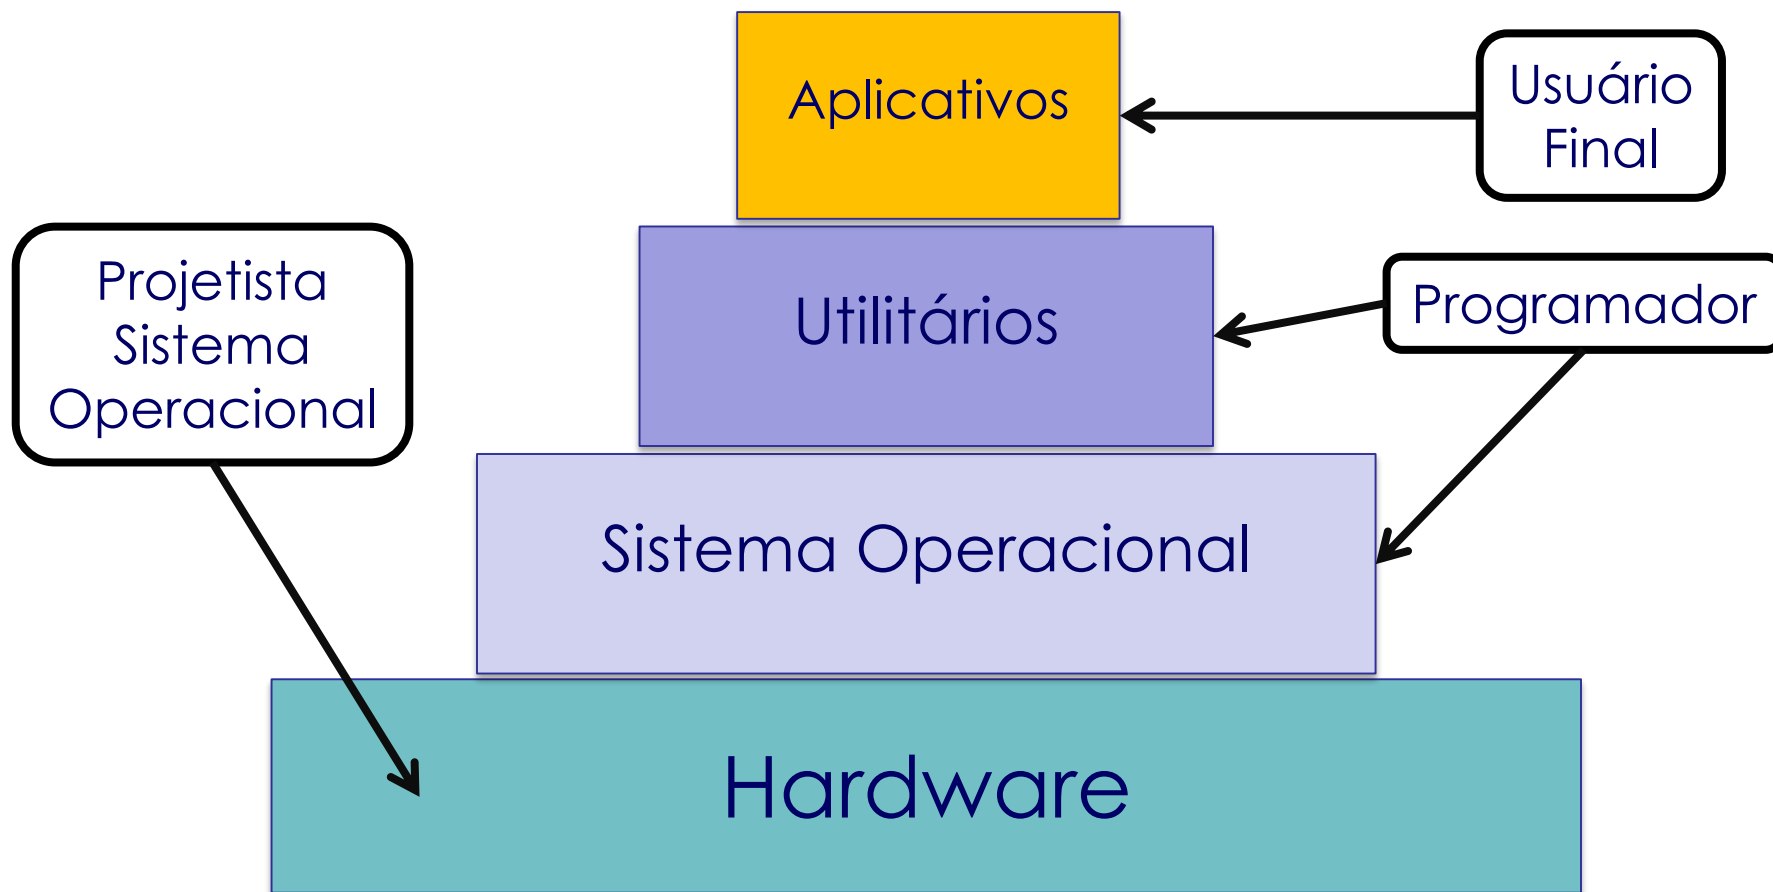 Aplicativos
Usuário
Final
Projetista
Sistema
Operacional
Utilitários
Programador
Sistema Operacional
Hardware